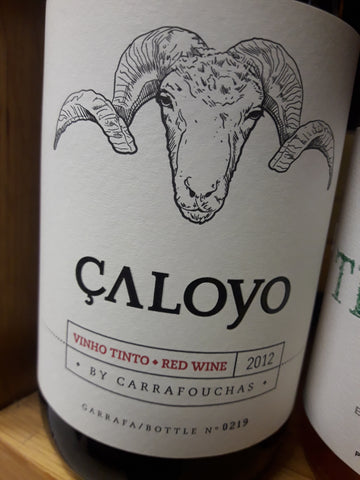 ÇALOYO
VINHO TINTO • RED WINE 2012
• BY CARRAFOUCHAS •
GARRAFA/BOTTLE Nº 0219